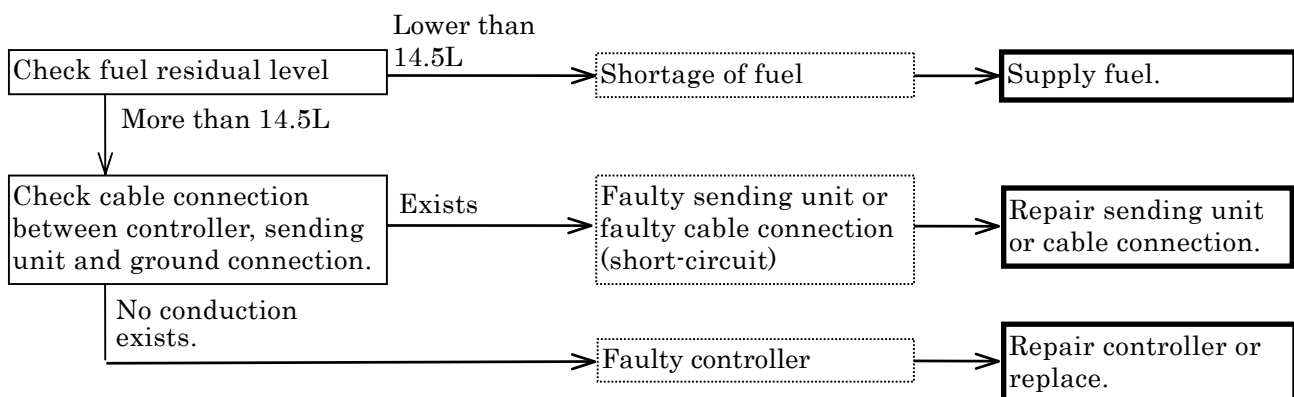 Lower than
14.5L
Check fuel residual level
Shortage of fuel
Supply fuel.
More than 14.5L
Check cable connection
between controller, sending
unit and ground connection.
Exists
Faulty sending unit or
faulty cable connection
(short-circuit)
Repair sending unit
or cable connection.
No conduction
exists.
Faulty controller
Repair controller or
replace.